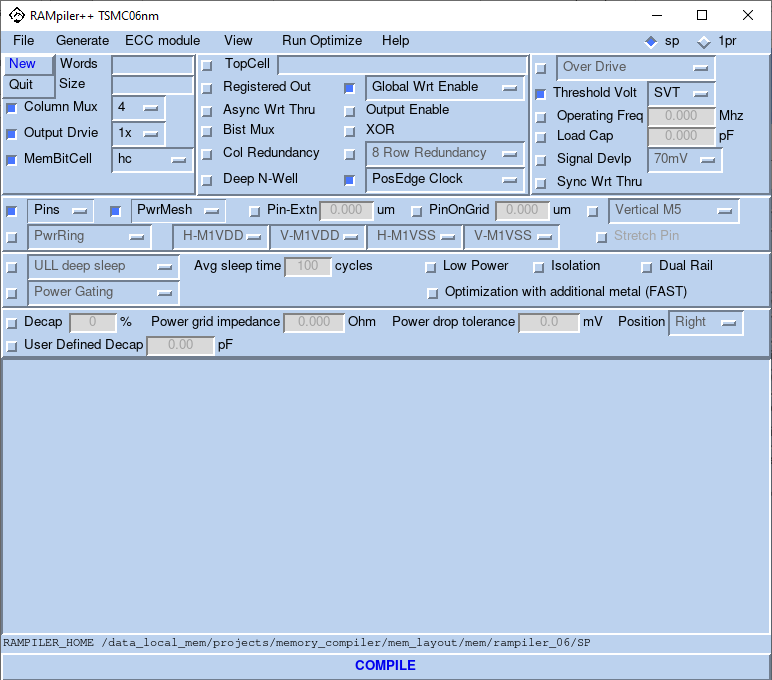 RAMpiler++ TSMC06nm
File Generate ECC module View Run Optimize Help sp 1pr
New Words TopCell Over Drive
Quit Size Registered Out Global Wrt Enable Threshold Volt SVT
Column Mux 4 Async Wrt Thru Output Enable Operating Freq 0.000 Mhz
Output Drvie 1x Bist Mux XOR Load Cap 0.000 pF
MemBitCell hc Col Redundancy 8 Row Redundancy Signal Devlp 70mV
Deep N-Well PosEdge Clock Sync Wrt Thru
Pins PwrMesh Pin-Extn 0.000 um PinOnGrid 0.000 um Vertical M5
PwrRing H-M1VDD V-M1VDD H-M1VSS V-M1VSS Stretch Pin
ULL deep sleep Avg sleep time 100 cycles Low Power Isolation Dual Rail
Power Gating Optimization with additional metal (FAST)
Decap 0 % Power grid impedance 0.000 Ohm Power drop tolerance 0.0 mV Position Right
User Defined Decap 0.00 pF
RAMPILER_HOME /data_local_mem/projects/memory_compiler/mem_layout/mem/rampiler_06/SP
COMPILE